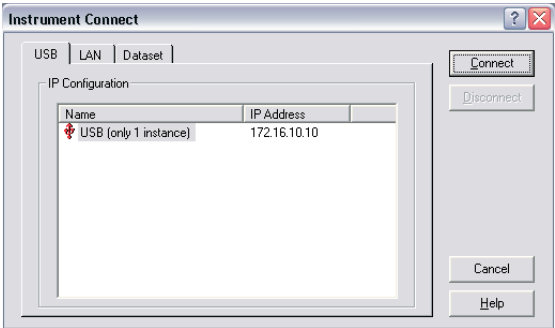 Instrument Connect
USB LAN Dataset
IP Configuration
Name IP Address
USB (only 1 instance) 172.16.10.10
Connect
Disconnect
Cancel
Help